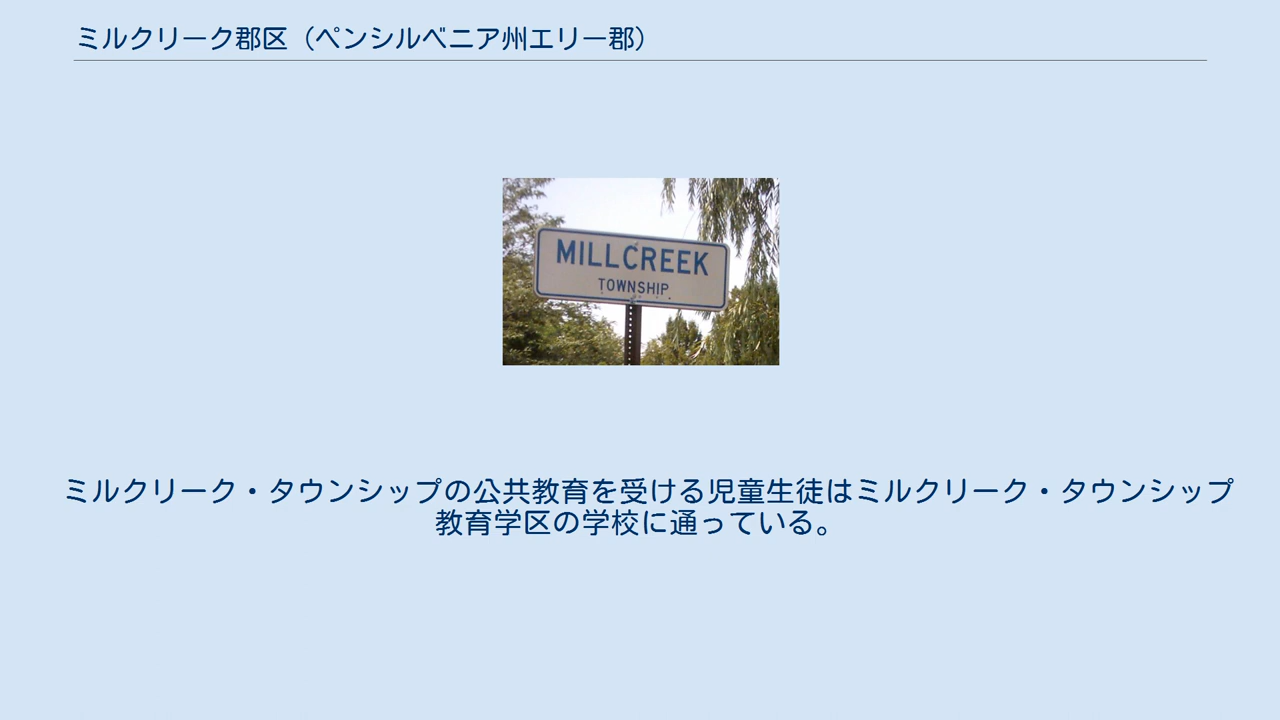 ミルクリーク郡区（ペンシルベニア州エリー郡）
MILLCREEK
TOWNSHIP
ミルクリーク・タウンシップの公共教育を受ける児童生徒はミルクリーク・タウンシップ
教育学区の学校に通っている。